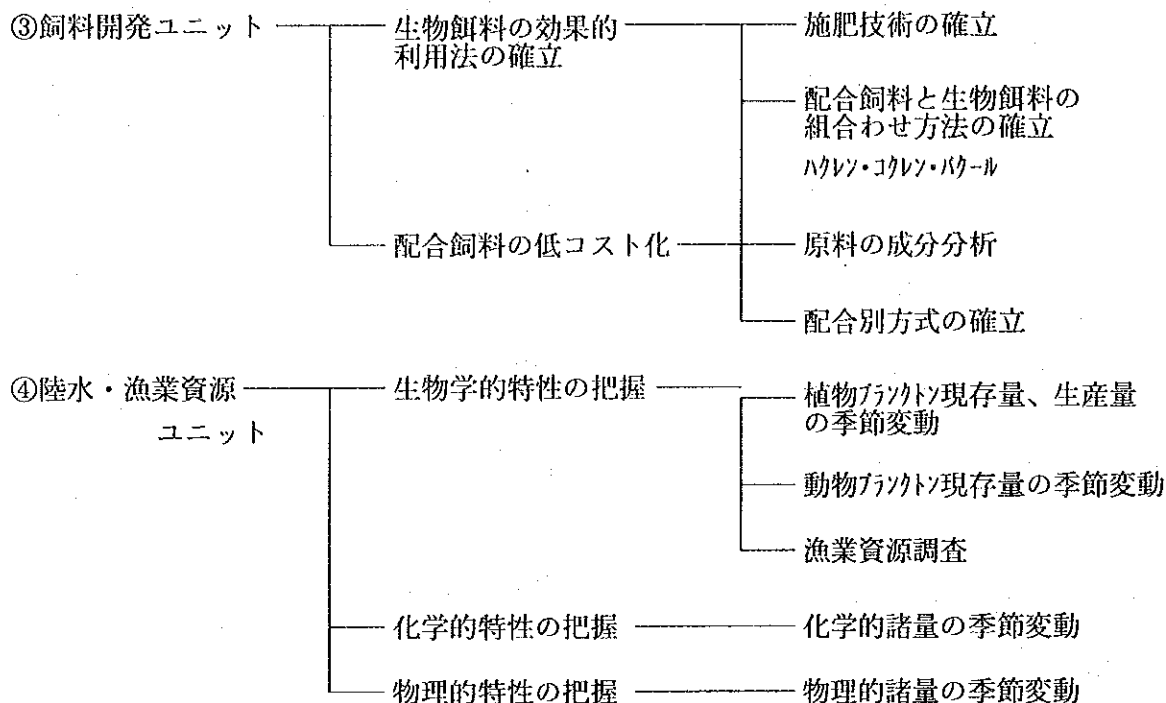 ③飼料開発ユニット
生物餌料の効果的
利用法の確立
施肥技術の確立
配合飼料と生物餌料の
組合わせ方法の確立
ﾊｸﾚﾝ・ｺｸﾚﾝ・ﾊﾞｸｰﾙ
配合飼料の低コスト化
原料の成分分析
配合別方式の確立
④陸水・漁業資源
ユニット
生物学的特性の把握
植物ﾌﾟﾗﾝｸﾄﾝ現存量、生産量
の季節変動
動物ﾌﾟﾗﾝｸﾄﾝ現存量の季節変動
漁業資源調査
化学的特性の把握
化学的諸量の季節変動
物理的特性の把握
物理的諸量の季節変動